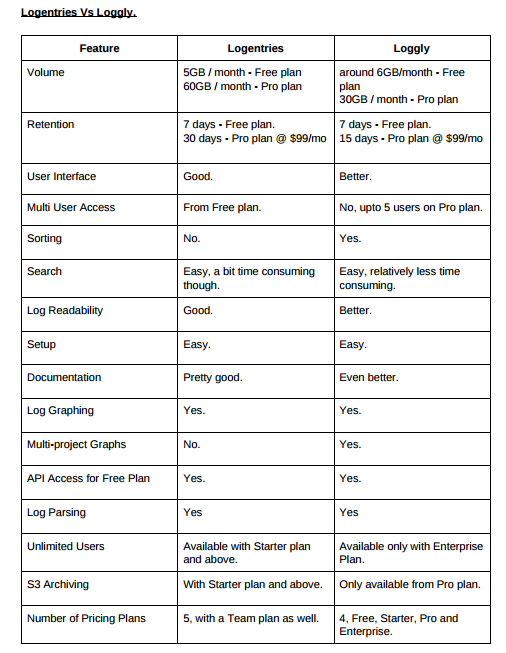 Logentries Vs Loggly.
Feature Logentries Loggly
Volume 5GB / month - Free plan around 6GB/month - Free
60GB / month - Pro plan plan
30GB / month - Pro plan
Retention 7 days - Free plan. 7 days - Free plan.
30 days - Pro plan @ $99/mo 15 days - Pro plan @ $99/mo
User Interface Good. Better.
Multi User Access From Free plan. No, upto 5 users on Pro plan.
Sorting No. Yes.
Search Easy, a bit time consuming Easy, relatively less time
though. consuming.
Log Readability Good. Better.
Setup Easy. Easy.
Documentation Pretty good. Even better.
Log Graphing Yes. Yes.
Multi-project Graphs No. Yes.
API Access for Free Plan Yes. Yes.
Log Parsing Yes Yes
Unlimited Users Available with Starter plan Available only with Enterprise
and above. Plan.
S3 Archiving With Starter plan and above. Only available from Pro plan.
Number of Pricing Plans 5, with a Team plan as well. 4, Free, Starter, Pro and
Enterprise.